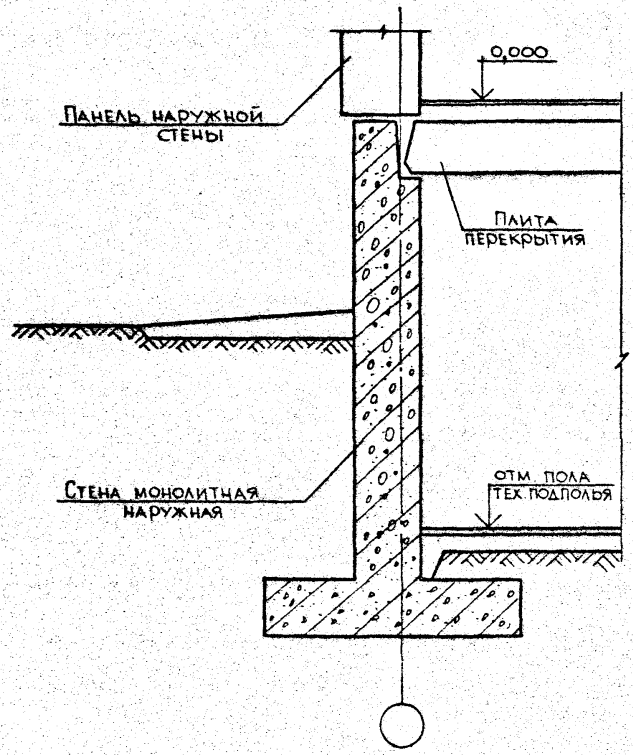 0,000
ПАНЕЛЬ НАРУЖНОЙ
СТЕНЫ
ПЛИТА
ПЕРЕКРЫТИЯ
ОТМ. ПОЛА
ТЕХ. ПОДПОЛЬЯ
СТЕНА МОНОЛИТНАЯ
НАРУЖНАЯ